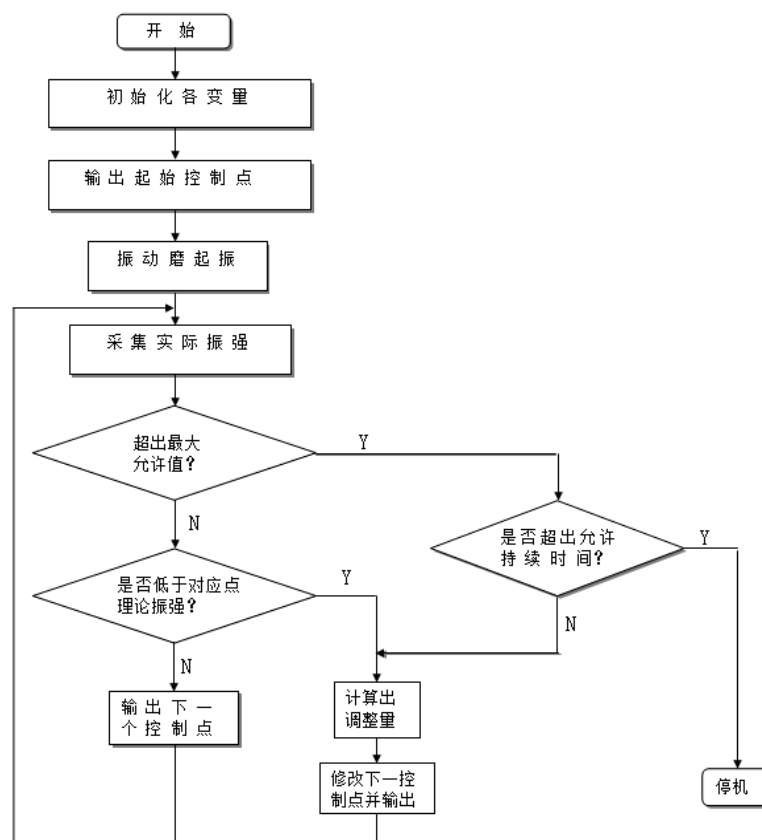 开 始
初 始 化 各 变 量
输 出 起 始 控 制 点
振 动 磨 起 振
采 集 实 际 振 强
超出最大
允许值？
Y
N
是否超出允许
持 续 时 间？
Y
N
是否低于对应点
理论振强？
Y
N
输 出 下 一
个 控 制 点
计算出
调整量
修改下一控
制点并输出
停机